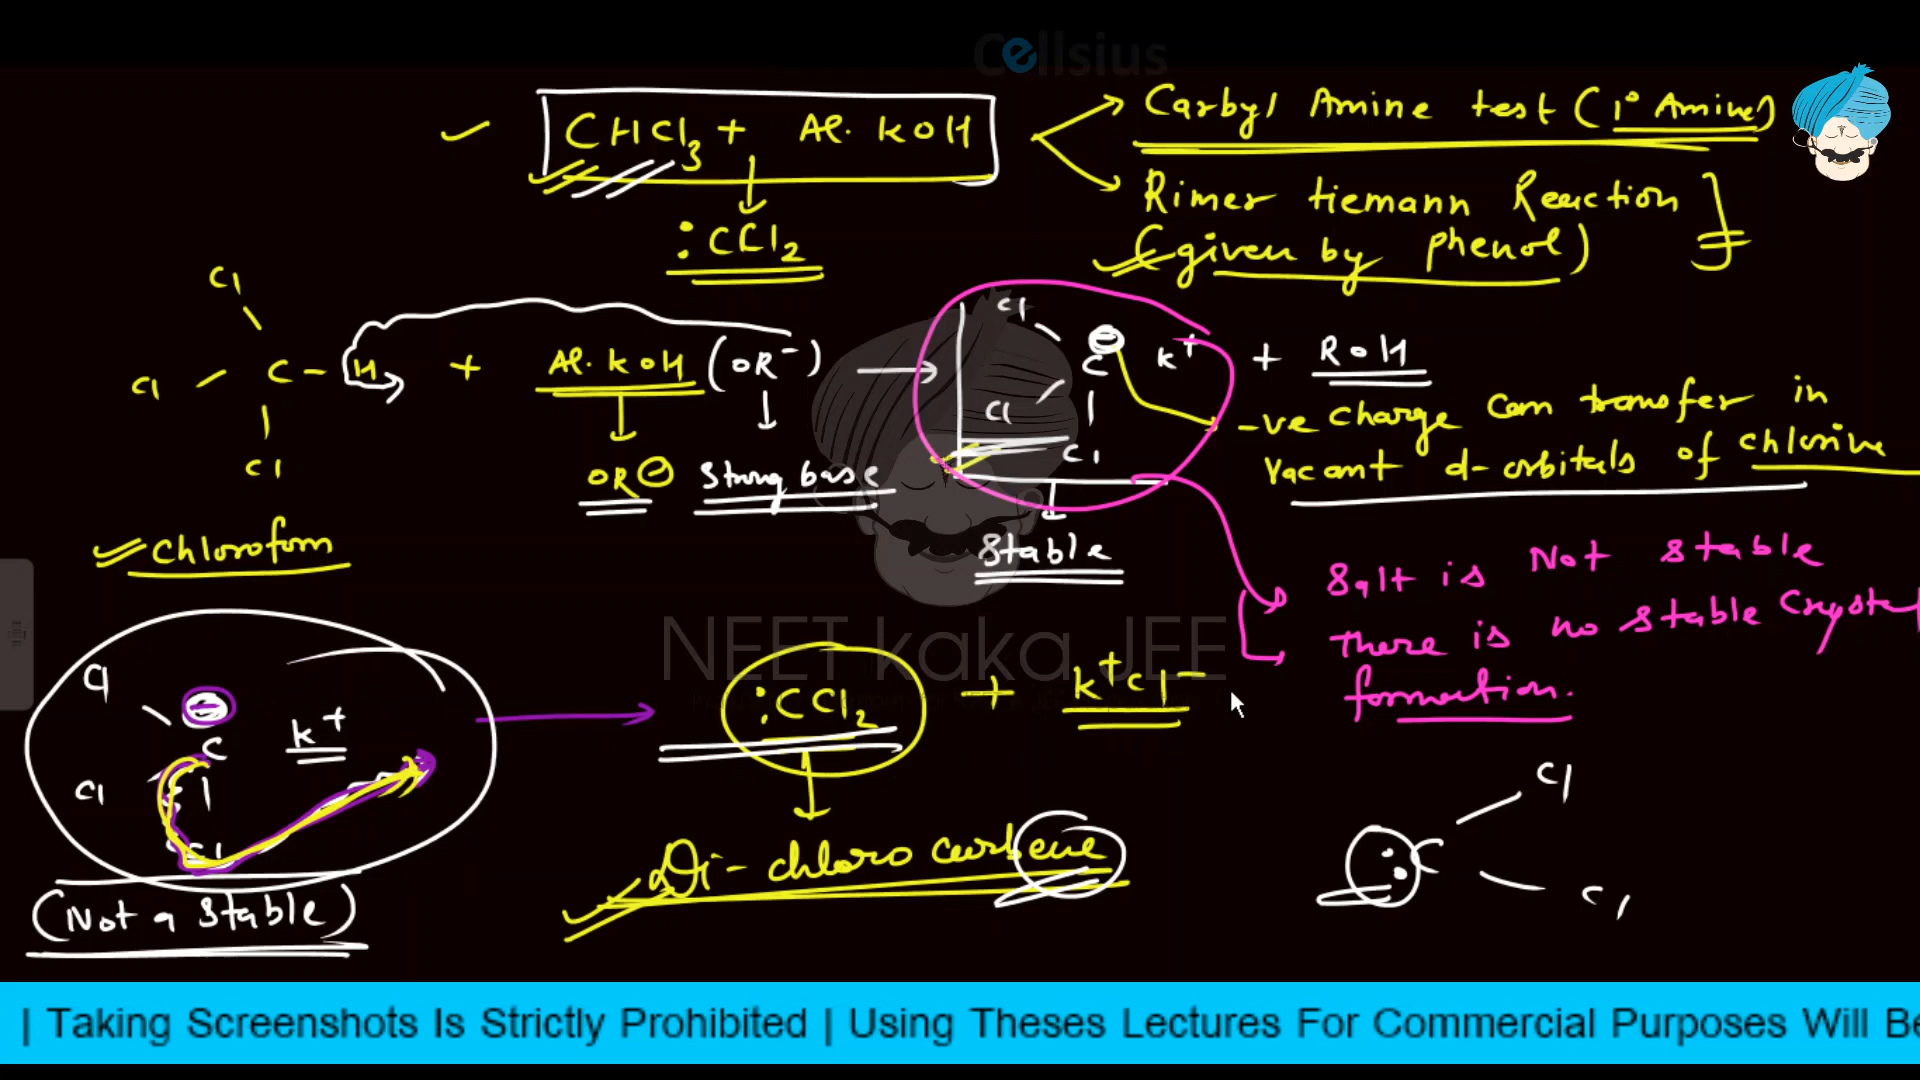 Cellsius
CHCl3 + Al. KOH
Carbyl Amine test (1° Amine)
Rimer tiemann Reaction
(given by phenol)
:CCl2
Cl
Cl - C - H + Al. KOH (OR⁻) → Cl C⊖ K⁺ + ROH
Cl
Cl
Cl
OR⊖ Strong base
-ve charge can transfer in
vacant d-orbitals of chlorine
Chloroform
Stable
Salt is Not stable
There is no stable Crystal
formation.
NEET kaka JEE
Cl
C⊖ K⁺ → :CCl2 + K⁺Cl⁻
Cl
Cl
(Not a Stable)
Di-chloro carbene
Cl
:C
Cl
| Taking Screenshots Is Strictly Prohibited | Using Theses Lectures For Commercial Purposes Will Be